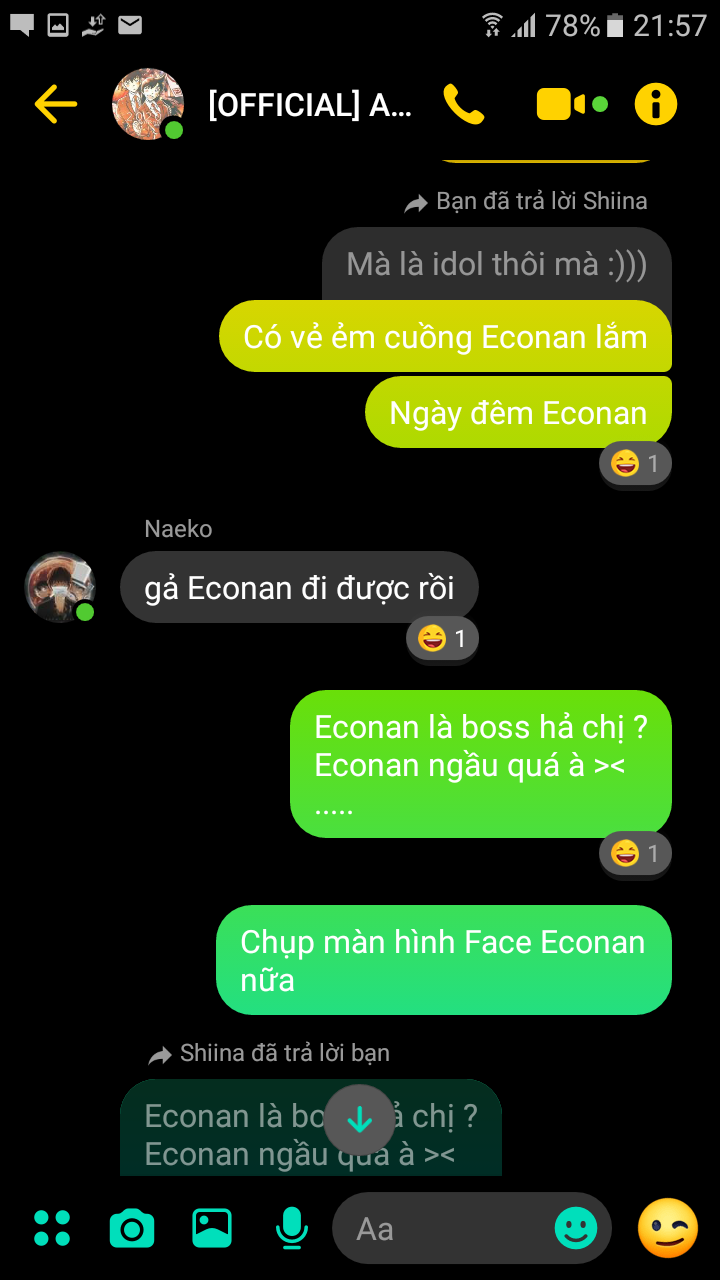 78% 21:57
[OFFICIAL] A...
Bạn đã trả lời Shiina
Mà là idol thôi mà :)))
Có vẻ ẻm cuồng Econan lắm
Ngày đêm Econan
1
Naeko
gả Econan đi được rồi
1
Econan là boss hả chị ?
Econan ngầu quá à ><
.....
1
Chụp màn hình Face Econan
nữa
Shiina đã trả lời bạn
Econan là chị ?
Econan ngầu quá à ><
Aa